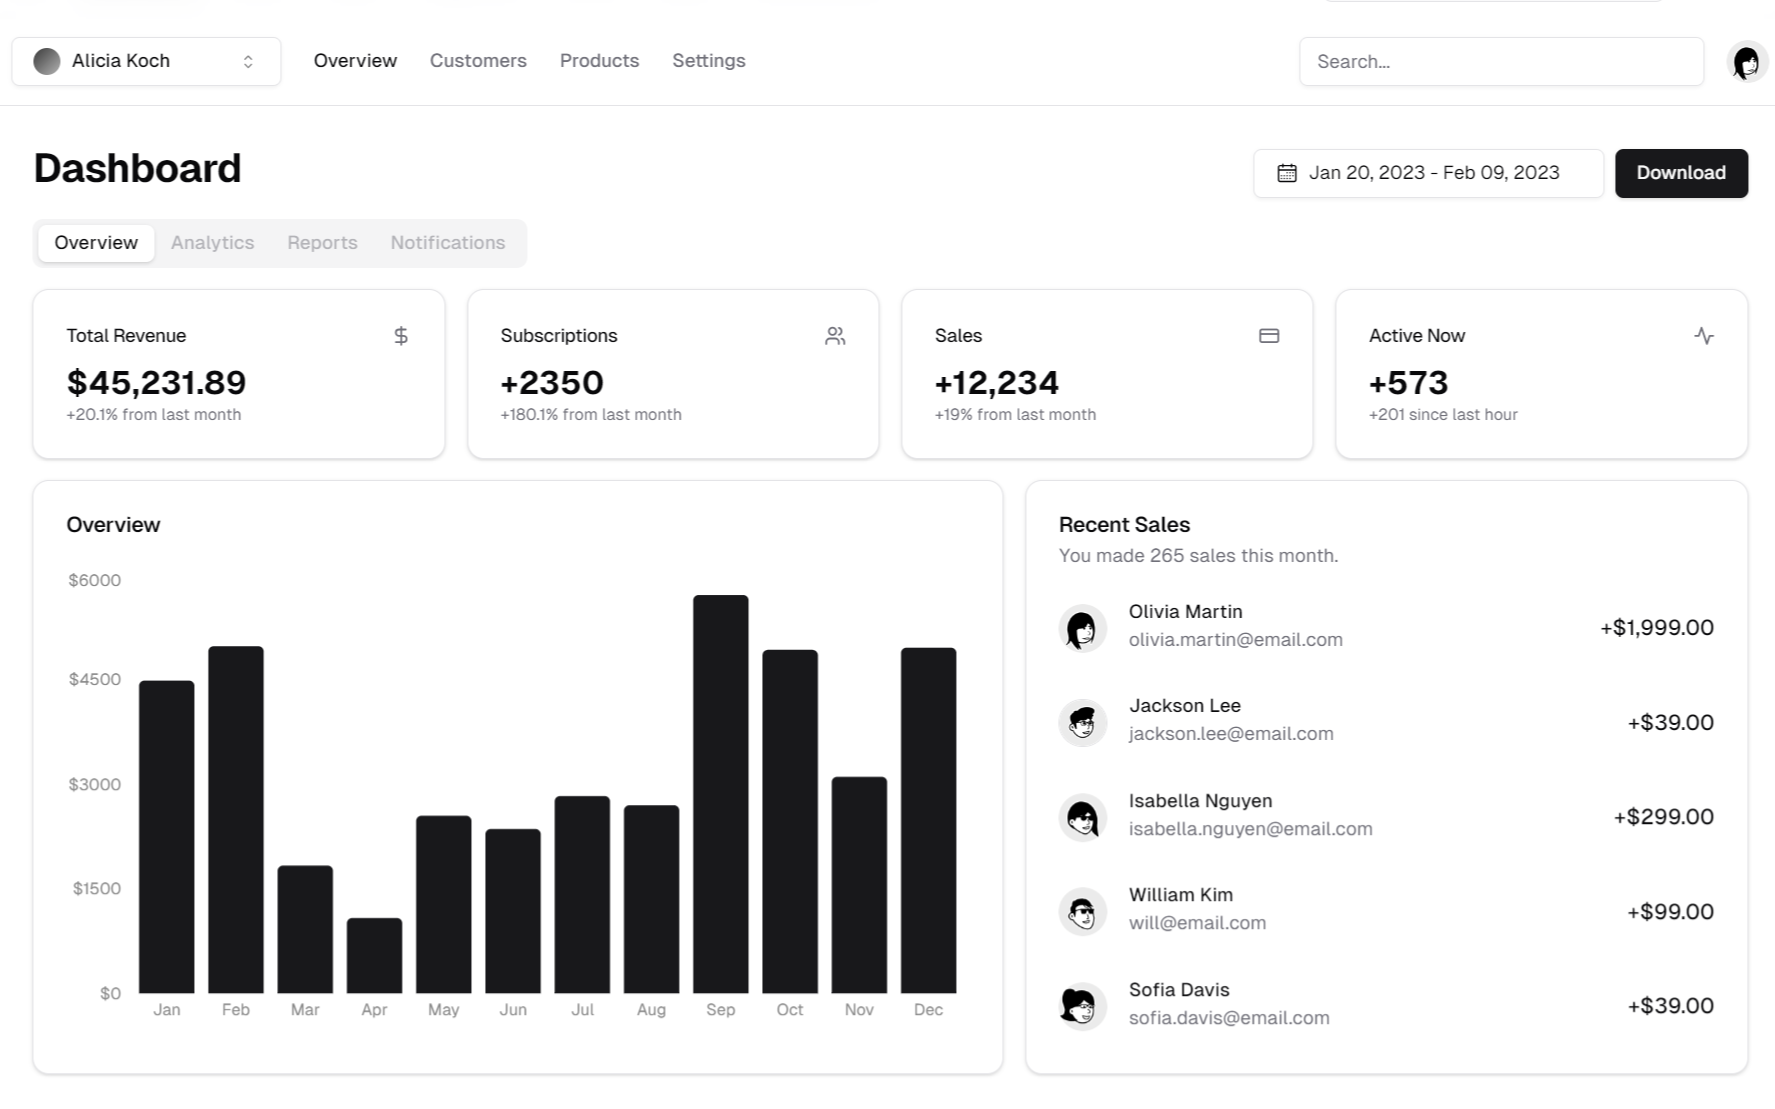 Alicia Koch
Overview Customers Products Settings
Search...
Dashboard
Jan 20, 2023 - Feb 09, 2023
Download
Overview Analytics Reports Notifications
Total Revenue
$45,231.89
+20.1% from last month
Subscriptions
+2350
+180.1% from last month
Sales
+12,234
+19% from last month
Active Now
+573
+201 since last hour
Overview
$6000
$4500
$3000
$1500
$0
Jan Feb Mar Apr May Jun Jul Aug Sep Oct Nov Dec
Recent Sales
You made 265 sales this month.
Olivia Martin
olivia.martin@email.com
+$1,999.00
Jackson Lee
jackson.lee@email.com
+$39.00
Isabella Nguyen
isabella.nguyen@email.com
+$299.00
William Kim
will@email.com
+$99.00
Sofia Davis
sofia.davis@email.com
+$39.00